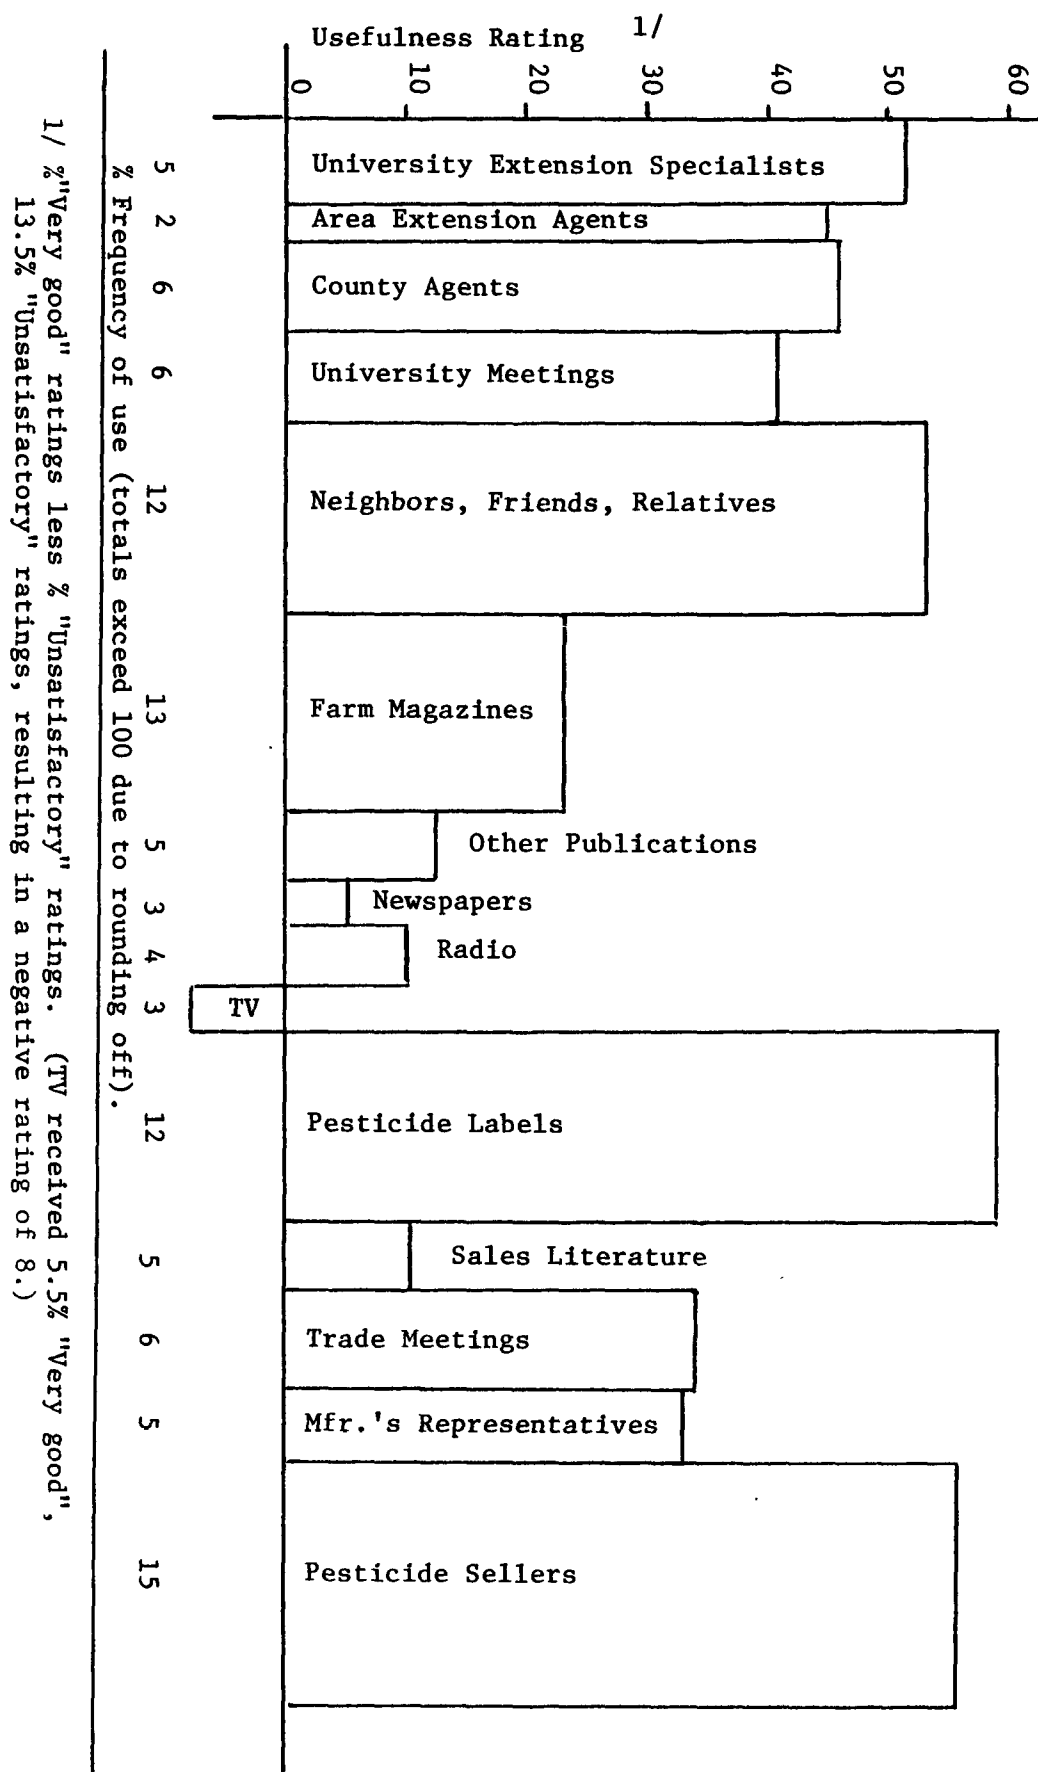 Usefulness Rating 1/
0 10 20 30 40 50 60
University Extension Specialists
Area Extension Agents
County Agents
University Meetings
Neighbors, Friends, Relatives
Farm Magazines
Other Publications
Newspapers
Radio
TV
Pesticide Labels
Sales Literature
Trade Meetings
Mfr.'s Representatives
Pesticide Sellers
5 2 6 6 12 13 5 3 4 3 12 5 6 5 15
% Frequency of use (totals exceed 100 due to rounding off).
1/ %"Very good" ratings less % "Unsatisfactory" ratings. (TV received 5.5% "Very good",
13.5% "Unsatisfactory" ratings, resulting in a negative rating of 8.)